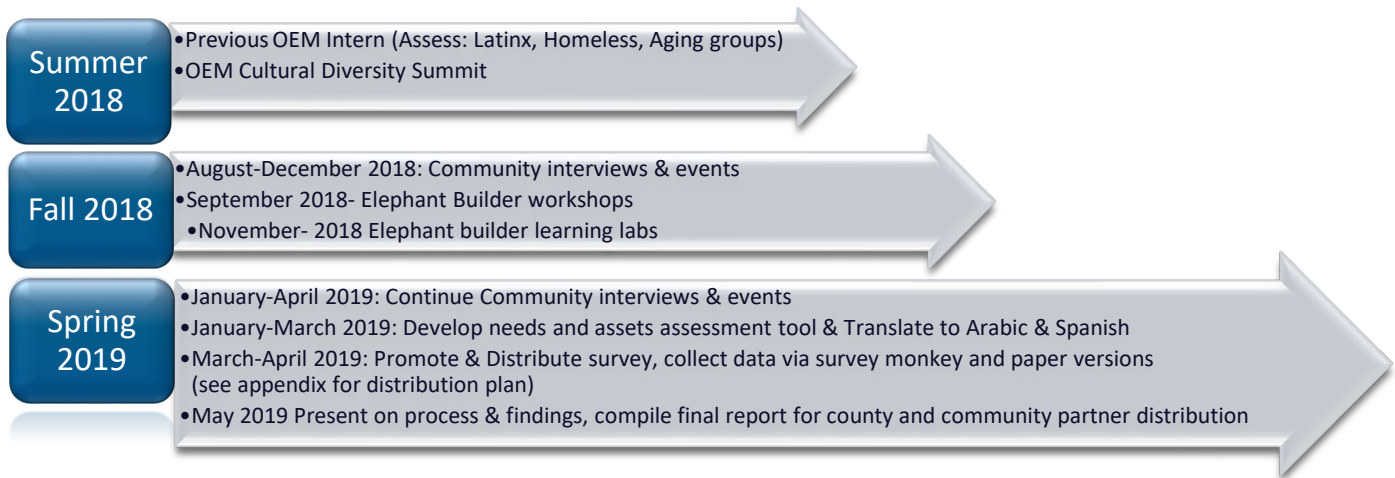 Summer
2018
•Previous OEM Intern (Assess: Latinx, Homeless, Aging groups)
•OEM Cultural Diversity Summit
Fall 2018
•August-December 2018: Community interviews & events
•September 2018- Elephant Builder workshops
•November- 2018 Elephant builder learning labs
Spring
2019
•January-April 2019: Continue Community interviews & events
•January-March 2019: Develop needs and assets assessment tool & Translate to Arabic & Spanish
•March-April 2019: Promote & Distribute survey, collect data via survey monkey and paper versions
(see appendix for distribution plan)
•May 2019 Present on process & findings, compile final report for county and community partner distribution